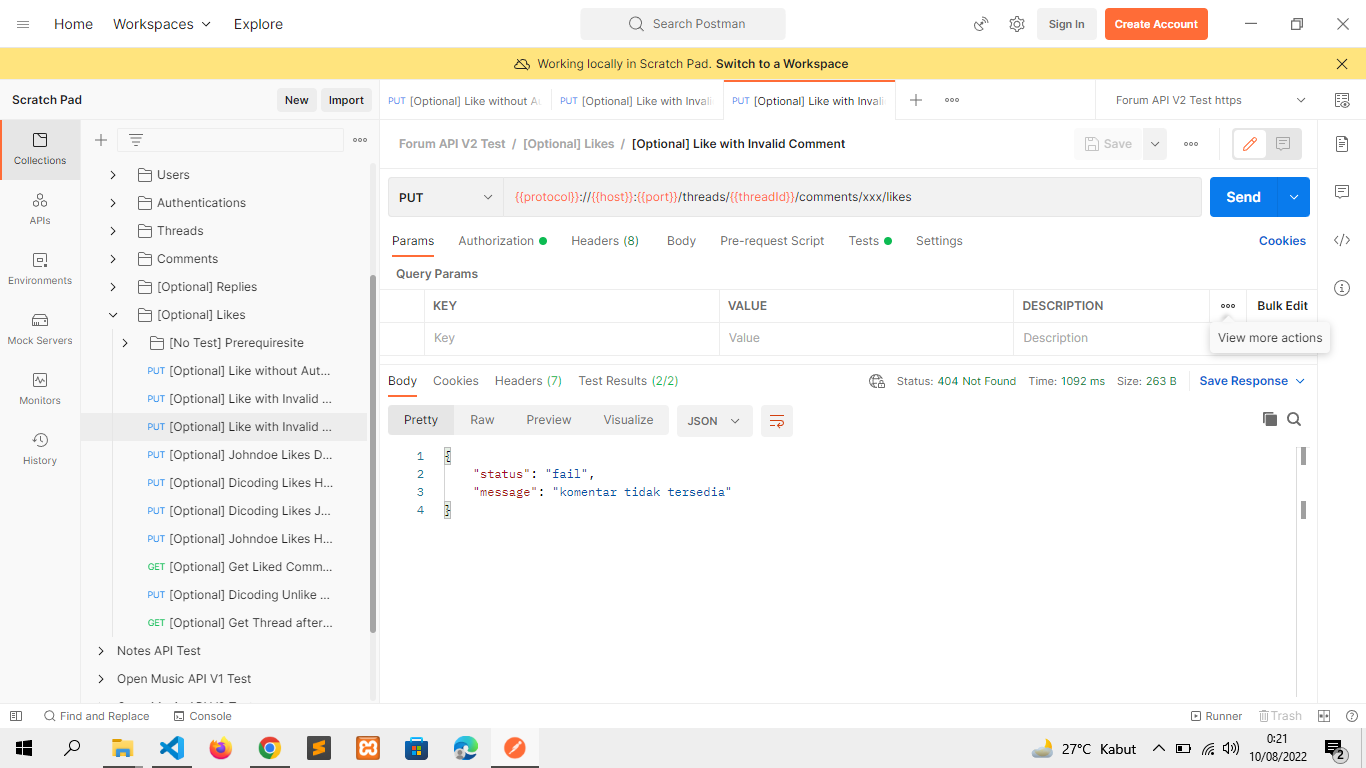 Home Workspaces Explore Search Postman Sign In Create Account
Working locally in Scratch Pad. Switch to a Workspace
Scratch Pad New Import
PUT [Optional] Like without Au PUT [Optional] Like with Invali PUT [Optional] Like with Invali Forum API V2 Test https
Collections
APIs
Environments
Mock Servers
Monitors
History
Users
Authentications
Threads
Comments
[Optional] Replies
[Optional] Likes
[No Test] Prerequiresite
PUT [Optional] Like without Aut...
PUT [Optional] Like with Invalid ...
PUT [Optional] Like with Invalid ...
PUT [Optional] Johndoe Likes D...
PUT [Optional] Dicoding Likes H...
PUT [Optional] Dicoding Likes J...
PUT [Optional] Johndoe Likes H...
GET [Optional] Get Liked Comm...
PUT [Optional] Dicoding Unlike ...
GET [Optional] Get Thread after...
Notes API Test
Open Music API V1 Test
Forum API V2 Test / [Optional] Likes / [Optional] Like with Invalid Comment Save
PUT {{protocol}}://{{host}}:{{port}}/threads/{{threadId}}/comments/xxx/likes Send
Params Authorization Headers (8) Body Pre-request Script Tests Settings Cookies
Query Params
KEY VALUE DESCRIPTION Bulk Edit
Key Value Description
View more actions
Body Cookies Headers (7) Test Results (2/2) Status: 404 Not Found Time: 1092 ms Size: 263 B Save Response
Pretty Raw Preview Visualize JSON
1 {
2 "status": "fail",
3 "message": "komentar tidak tersedia"
4 }
Find and Replace Console Runner Trash
27°C Kabut 0:21
10/08/2022 2